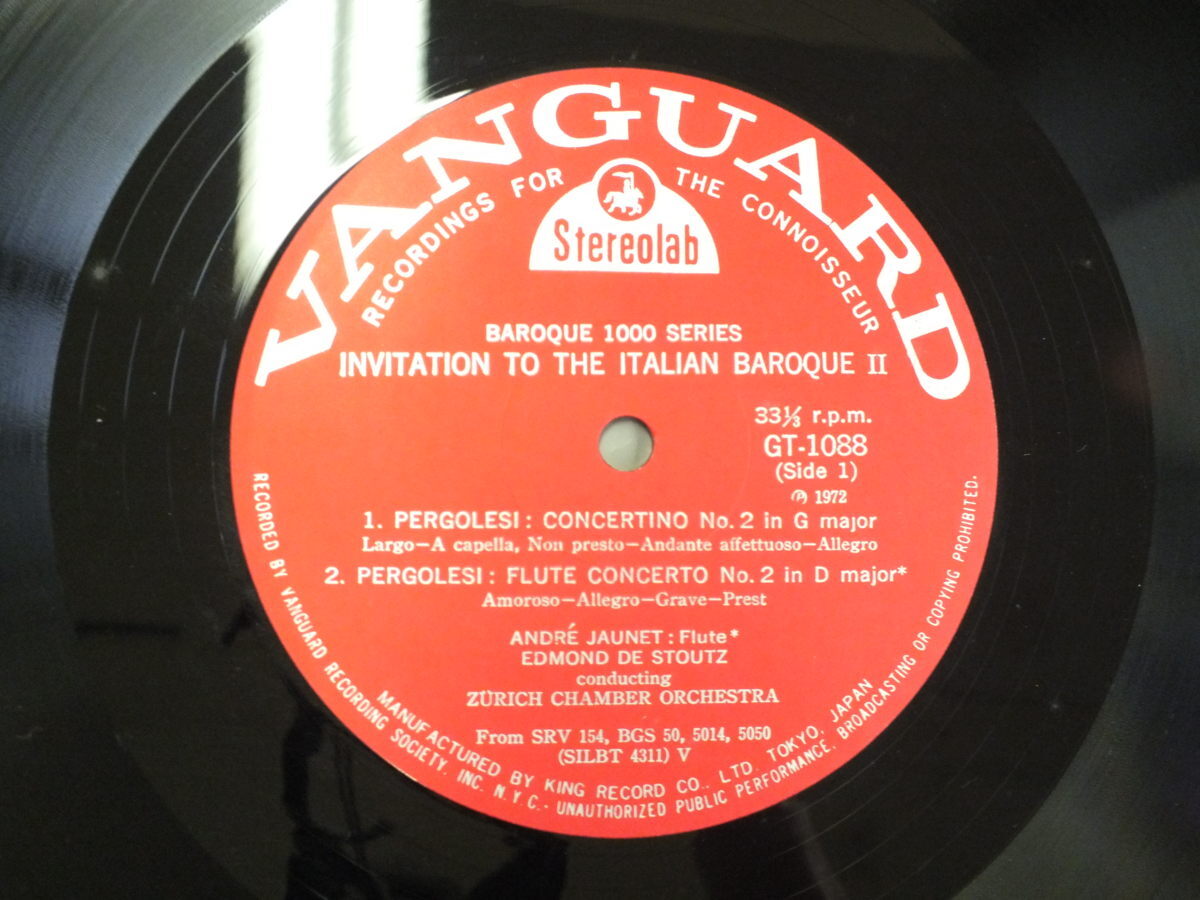 VANGUARD
RECORDINGS FOR THE CONNOISSEUR
Stereolab
BAROQUE 1000 SERIES
INVITATION TO THE ITALIAN BAROQUE II
33⅓ r.p.m.
GT-1088
(Side 1)
℗ 1972
1. PERGOLESI : CONCERTINO No. 2 in G major
Largo—A capella, Non presto—Andante affettuoso—Allegro
2. PERGOLESI : FLUTE CONCERTO No. 2 in D major*
Amoroso—Allegro—Grave—Prest
ANDRÉ JAUNET : Flute*
EDMOND DE STOUTZ
conducting
ZÜRICH CHAMBER ORCHESTRA
From SRV 154, BGS 50, 5014, 5050
(SILBT 4311) V
MANUFACTURED BY KING RECORD CO., LTD. TOKYO, JAPAN
RECORDED BY VANGUARD RECORDING SOCIETY, INC. N.Y.C.- UNAUTHORIZED PUBLIC PERFORMANCE, BROADCASTING OR COPYING PROHIBITED.